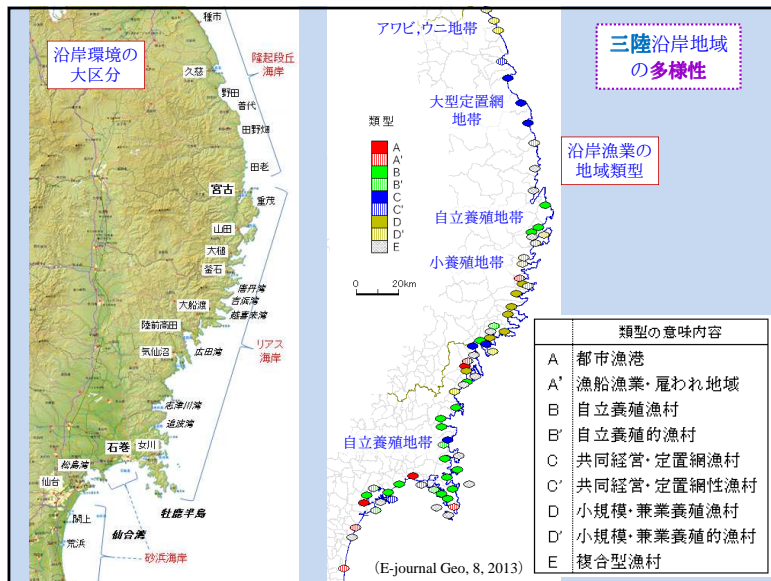 沿岸環境の
大区分
種市
隆起段丘
海岸
久慈
野田
普代
田野畑
田老
宮古
重茂
山田
大槌
釜石
唐丹湾
吉浜湾
越喜来湾
大船渡
陸前高田
気仙沼
広田湾
リアス
海岸
志津川湾
追波湾
女川
石巻
松島湾
仙台
牡鹿半島
閖上
仙台湾
荒浜
砂浜海岸
アワビ,ウニ地帯
大型定置網
地帯
類型
A
A'
B
B'
C
C'
D
D'
E
0 20km
自立養殖地帯
小養殖地帯
自立養殖地帯
(E-journal Geo, 8, 2013)
三陸沿岸地域
の多様性
沿岸漁業の
地域類型
類型の意味内容
A 都市漁港
A' 漁船漁業・雇われ地域
B 自立養殖漁村
B' 自立養殖的漁村
C 共同経営・定置網漁村
C' 共同経営・定置網性漁村
D 小規模・兼業養殖漁村
D' 小規模・兼業養殖的漁村
E 複合型漁村